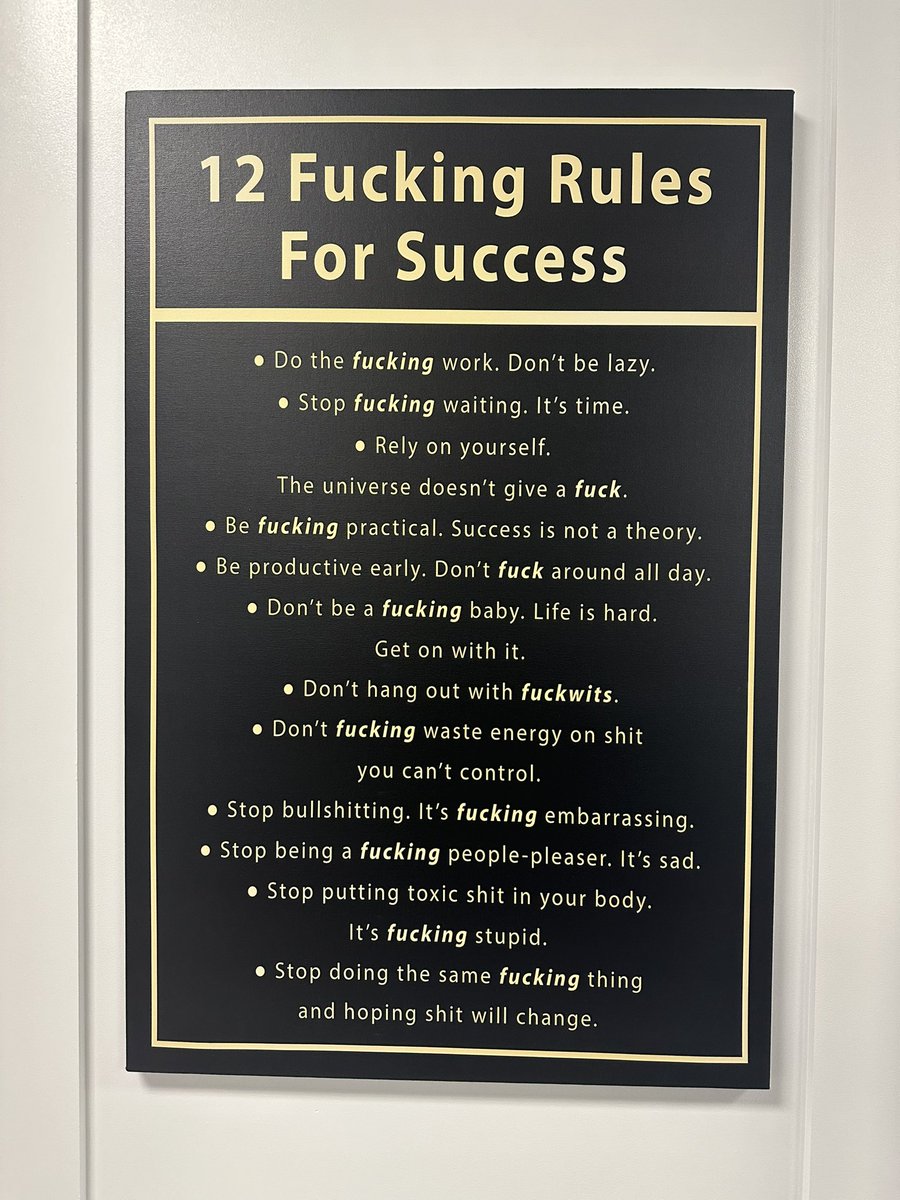 12 Fucking Rules
For Success
• Do the fucking work. Don’t be lazy.
• Stop fucking waiting. It’s time.
• Rely on yourself.
The universe doesn’t give a fuck.
• Be fucking practical. Success is not a theory.
• Be productive early. Don’t fuck around all day.
• Don’t be a fucking baby. Life is hard.
Get on with it.
• Don’t hang out with fuckwits.
• Don’t fucking waste energy on shit
you can’t control.
• Stop bullshitting. It’s fucking embarrassing.
• Stop being a fucking people-pleaser. It’s sad.
• Stop putting toxic shit in your body.
It’s fucking stupid.
• Stop doing the same fucking thing
and hoping shit will change.